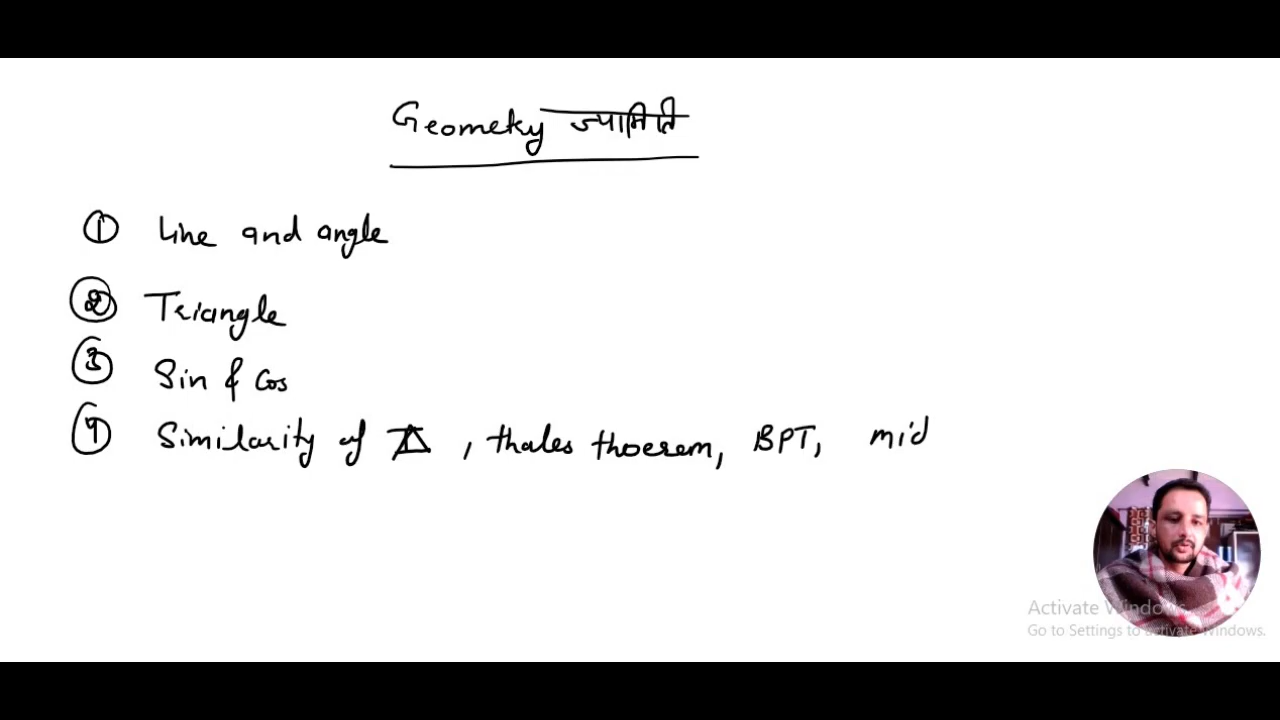 Geometry ज्यामिति
① Line and angle
② Triangle
③ Sin & Cos
④ Similarity of Δ, thales thoerem, BPT, mid
Activate Windows
Go to Settings to activate Windows.